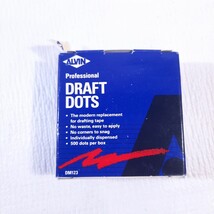 ALVIN
Professional
DRAFT
DOTS
• The modern replacement
for drafting tape
• No waste, easy to apply
• No corners to snag
• Individually dispensed
• 500 dots per box
DM123